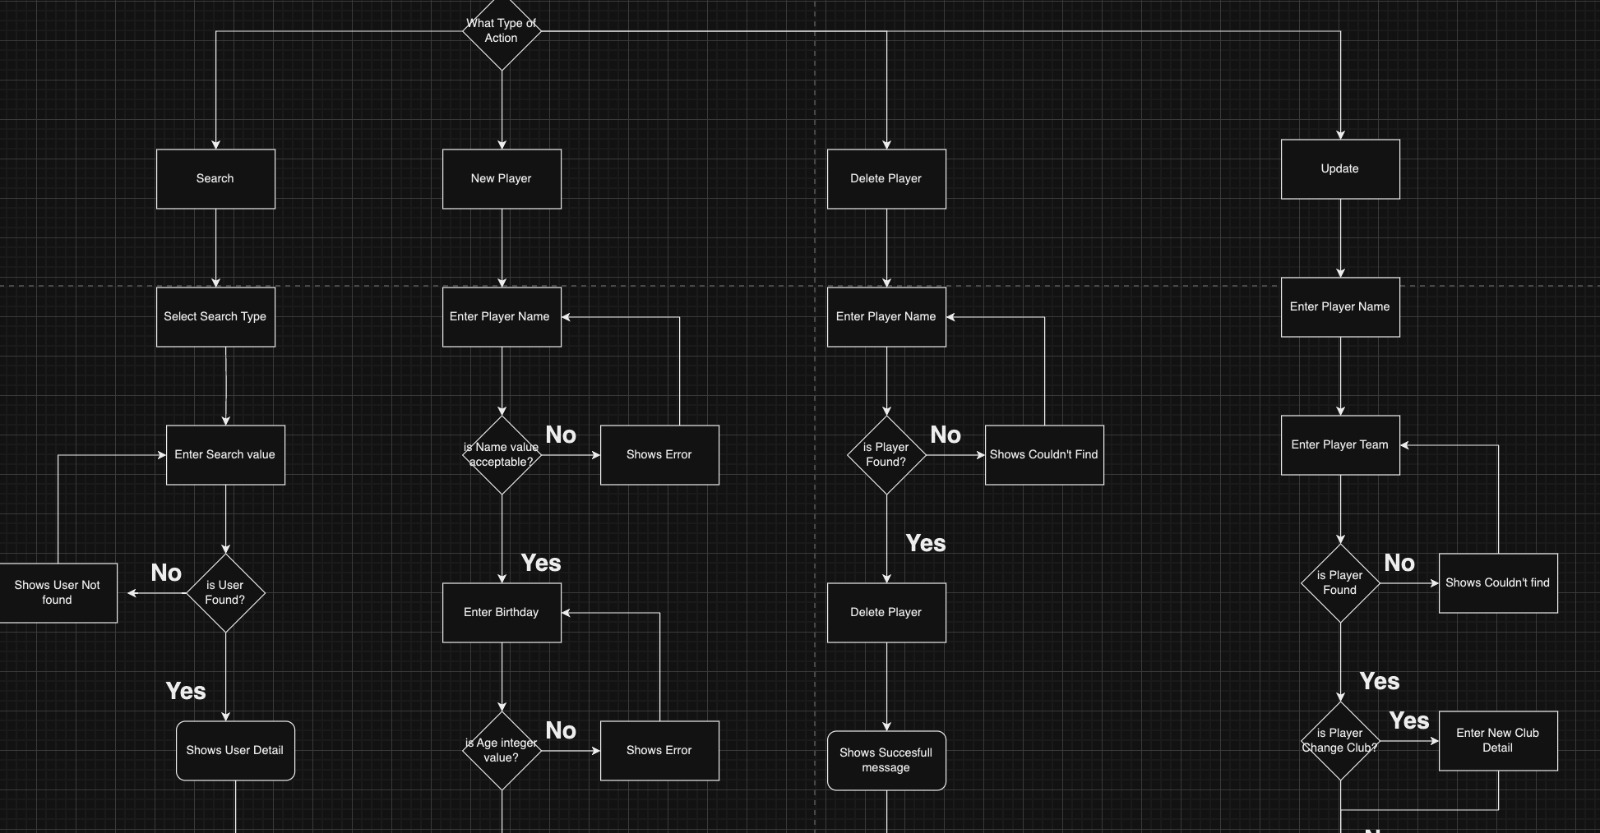 What Type of
Action
Search
New Player
Delete Player
Update
Select Search Type
Enter Player Name
Enter Player Name
Enter Player Name
Enter Search value
is Name value
acceptable?
No
Shows Error
is Player
Found?
No
Shows Couldn't Find
Enter Player Team
Shows User Not
found
No
is User
Found?
Yes
Enter Birthday
Yes
Delete Player
is Player
Found
No
Shows Couldn't find
Yes
Shows User Detail
is Age integer
value?
No
Shows Error
Shows Succesfull
message
Yes
is Player
Change Club?
Yes
Enter New Club
Detail